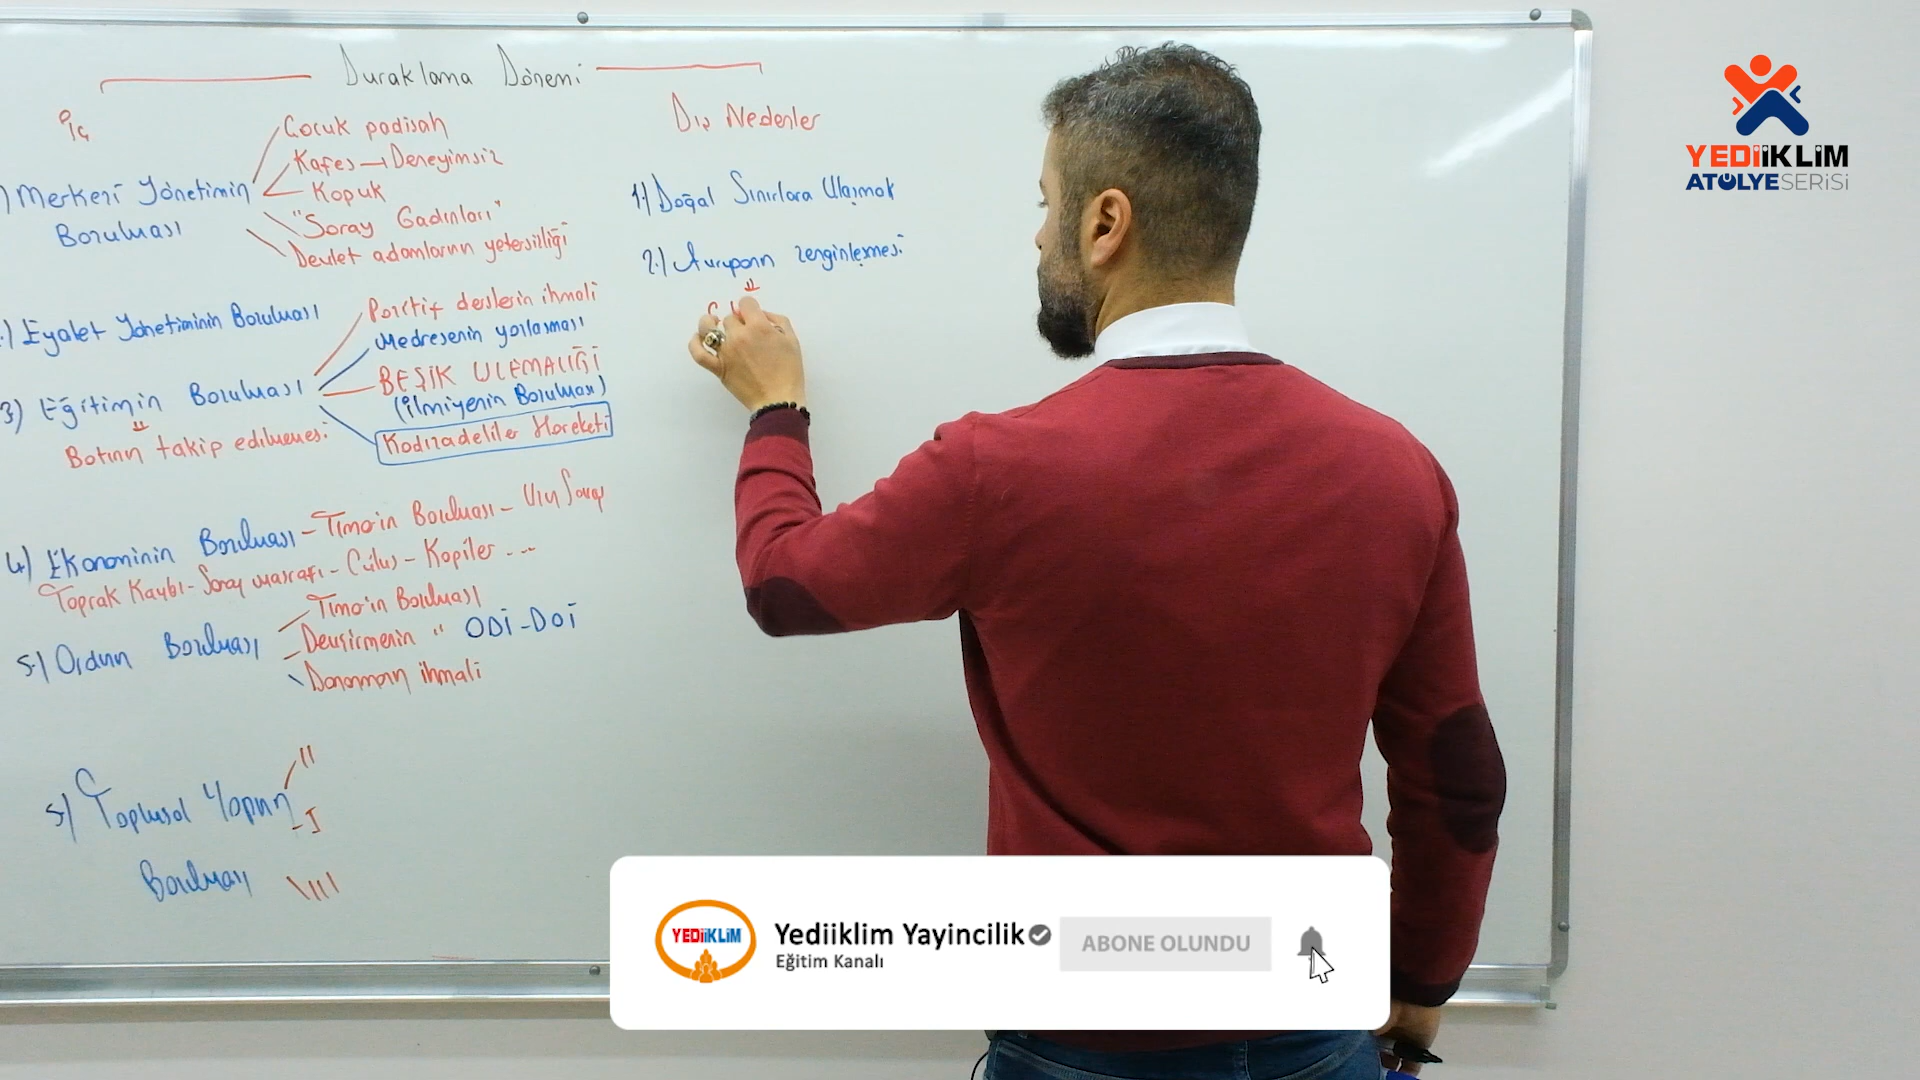 Duraklama Dönemi
İç
1) Merkezi Yönetimin Bozulması
Çocuk padişah
Kafes → Deneyimsiz
Kopuk
"Saray Gadınları"
Devlet adamlarının yetersizliği
2.) Eyalet Yönetiminin Bozulması
3) Eğitimin Bozulması
"
Batının takip edilmemesi
Pozitif derslerin ihmali
Medresenin yozlaşması
BEŞİK ULEMALIĞI
(İlmiyenin Bozulması)
Kadızadeliler Hareketi
4) Ekonominin Bozulması - Tımarın Bozulması - Uzun Savaş
Toprak Kaybı - Saray masrafı - Cülus - Kapiler ...
5.) Ordunun Bozulması
Tımarın Bozulması
Devşirmenin " ODİ-DOİ
Donanmanın ihmali
5) Toplusal Yapının
Bozulması
"
I
III
Dış Nedenler
1.) Doğal Sınırlara Ulaşmak
2.) Avrupanın zenginleşmesi
"
YEDİİKLİM
ATÖLYE SERİSİ
YEDİİKLİM
Yediiklim Yayincilik
Eğitim Kanalı
ABONE OLUNDU